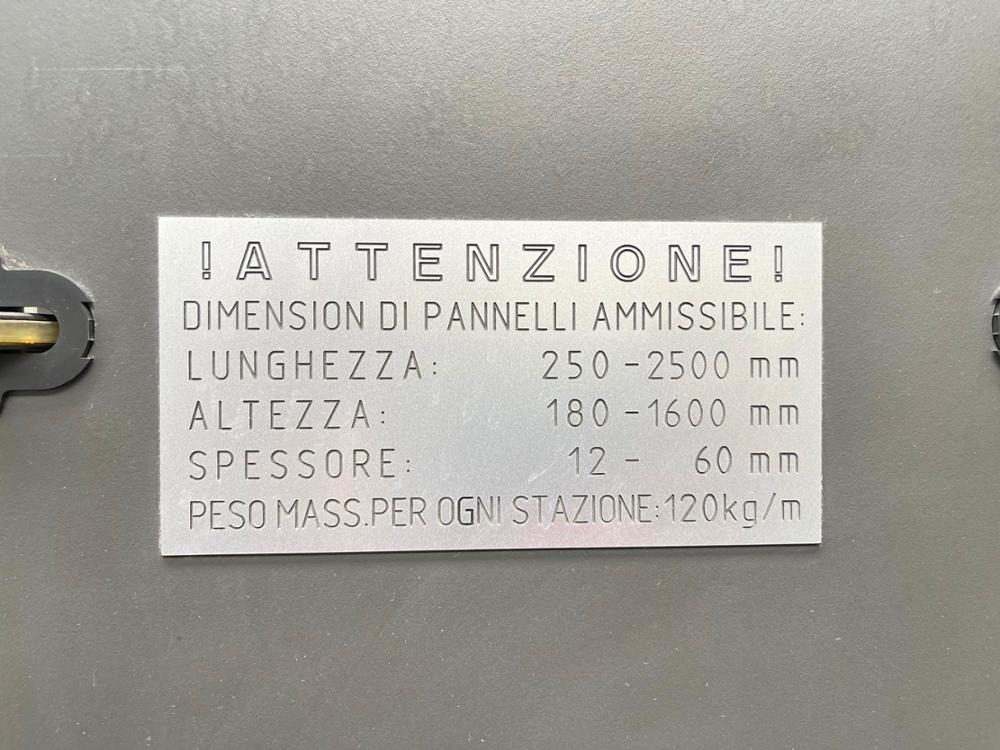 !ATTENZIONE!
DIMENSION DI PANNELLI AMMISSIBILE:
LUNGHEZZA: 250 -2500 mm
ALTEZZA: 180 -1600 mm
SPESSORE: 12 - 60 mm
PESO MASS.PER OGNI STAZIONE:120kg/m